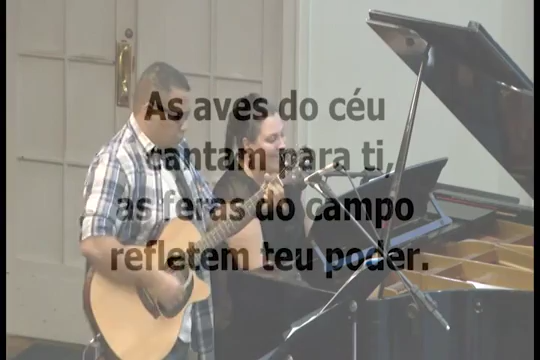 As aves do céu
cantam para ti,
as feras do campo
refletem teu poder.